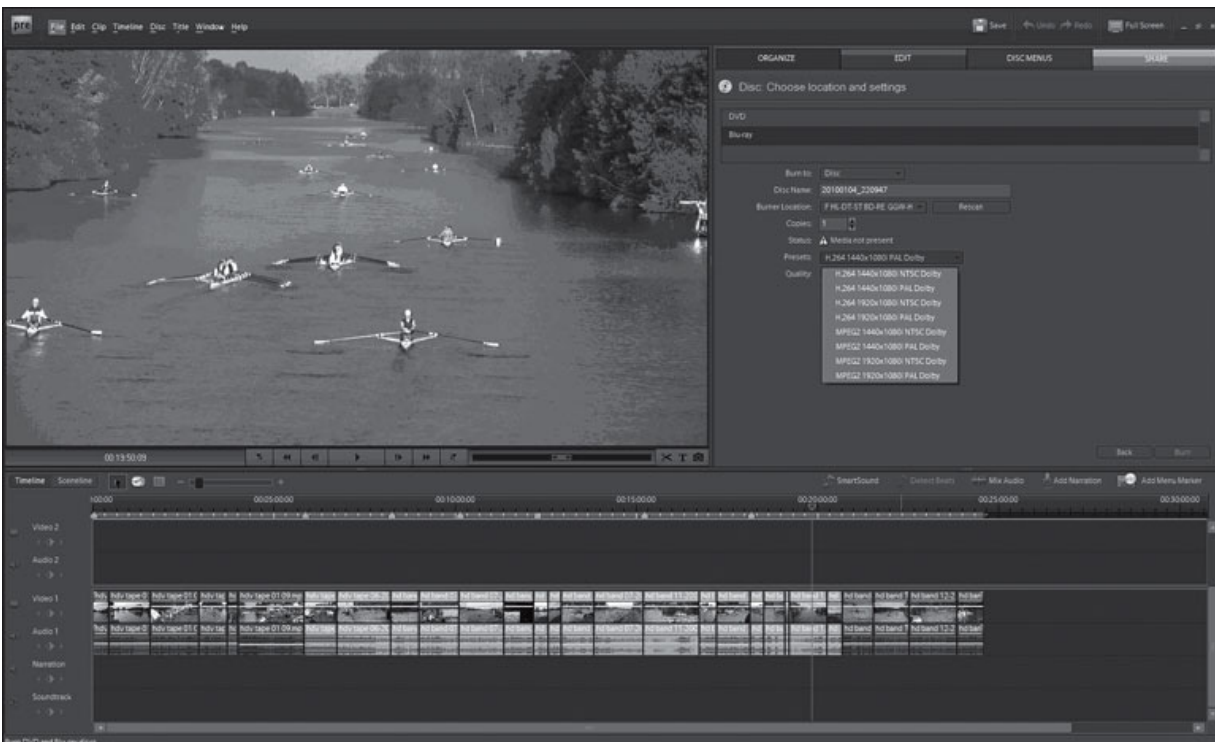 pre File Edit Clip Timeline Disc Title Window Help
Save Undo Redo Full Screen
ORGANIZE EDIT DISC MENUS SHARE
Disc: Choose location and settings
DVD
Blu-ray
Burn to: Disc
Disc Name: 20100104_220947
Burner Location: Rescan
Copies: 1
Status: Media not present
Presets: H.264 1440x1080i PAL Dolby
Quality:
H.264 1440x1080i NTSC Dolby
H.264 1440x1080i PAL Dolby
H.264 1920x1080i NTSC Dolby
H.264 1920x1080i PAL Dolby
MPEG2 1440x1080i NTSC Dolby
MPEG2 1440x1080i PAL Dolby
MPEG2 1920x1080i NTSC Dolby
MPEG2 1920x1080i PAL Dolby
00:19:50:09 T
Back Burn
Timeline Sceneline SmartSound Detect Beats Mix Audio Add Narration Add Menu Marker
00:05:00:00 00:10:00:00 00:15:00:00 00:20:00:00 00:25:00:00 00:30:00:00
Video 2
Audio 2
Video 1
Audio 1
Narration
Soundtrack